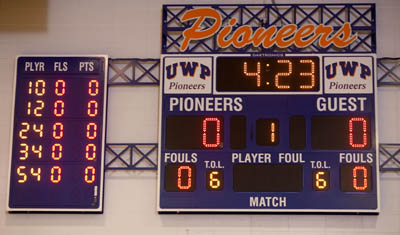 Pioneers
DAKTRONICS
UWP 4:23 UWP
Pioneers Pioneers
PIONEERS GUEST
0 1 0
FOULS T.O.L. PLAYER FOUL T.O.L. FOULS
0 6 6 0
MATCH
PLYR FLS PTS
10 0 0
12 0 0
24 0 0
34 0 0
54 0 0